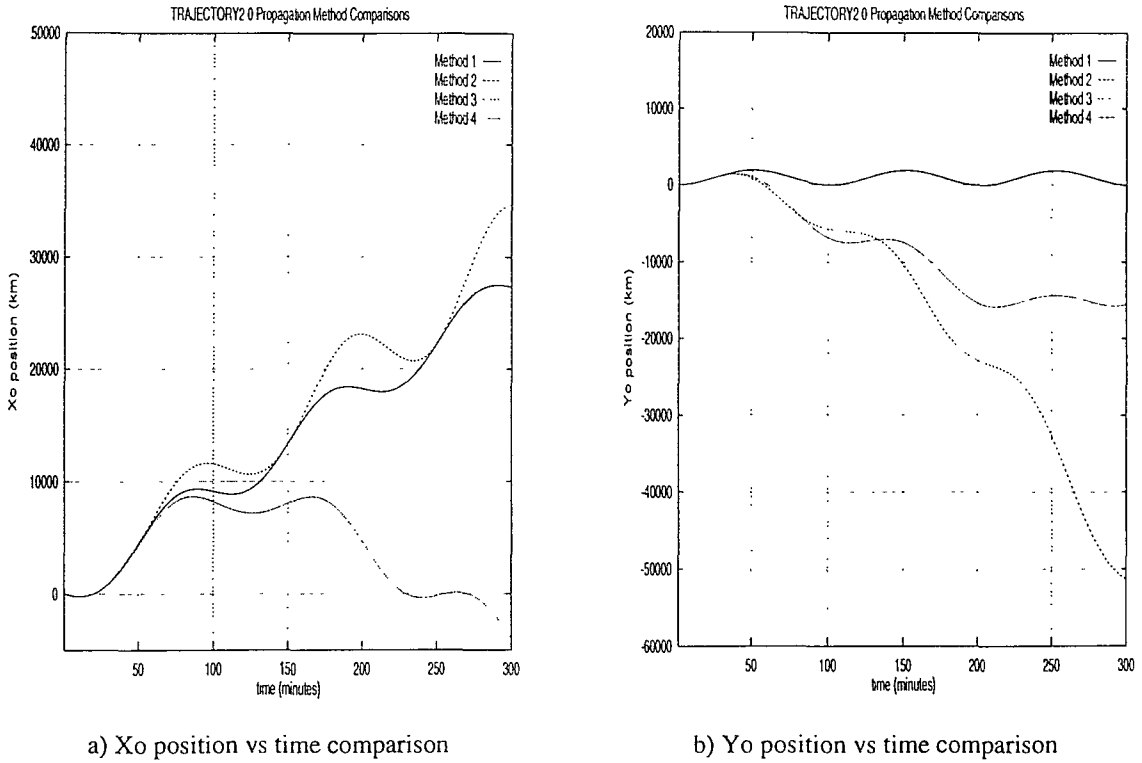 TRAJECTORY2 0 Propagation Method Comparisons
50000
40000
30000
20000
10000
0
Xo position (km)
Method 1
Method 2
Method 3
Method 4
50
100
150
200
250
300
time (minutes)
a) Xo position vs time comparison
TRAJECTORY2 0 Propagation Method Comparisons
20000
10000
0
-10000
-20000
-30000
-40000
-50000
-60000
Yo position (km)
Method 1
Method 2
Method 3
Method 4
50
100
150
200
250
300
time (minutes)
b) Yo position vs time comparison